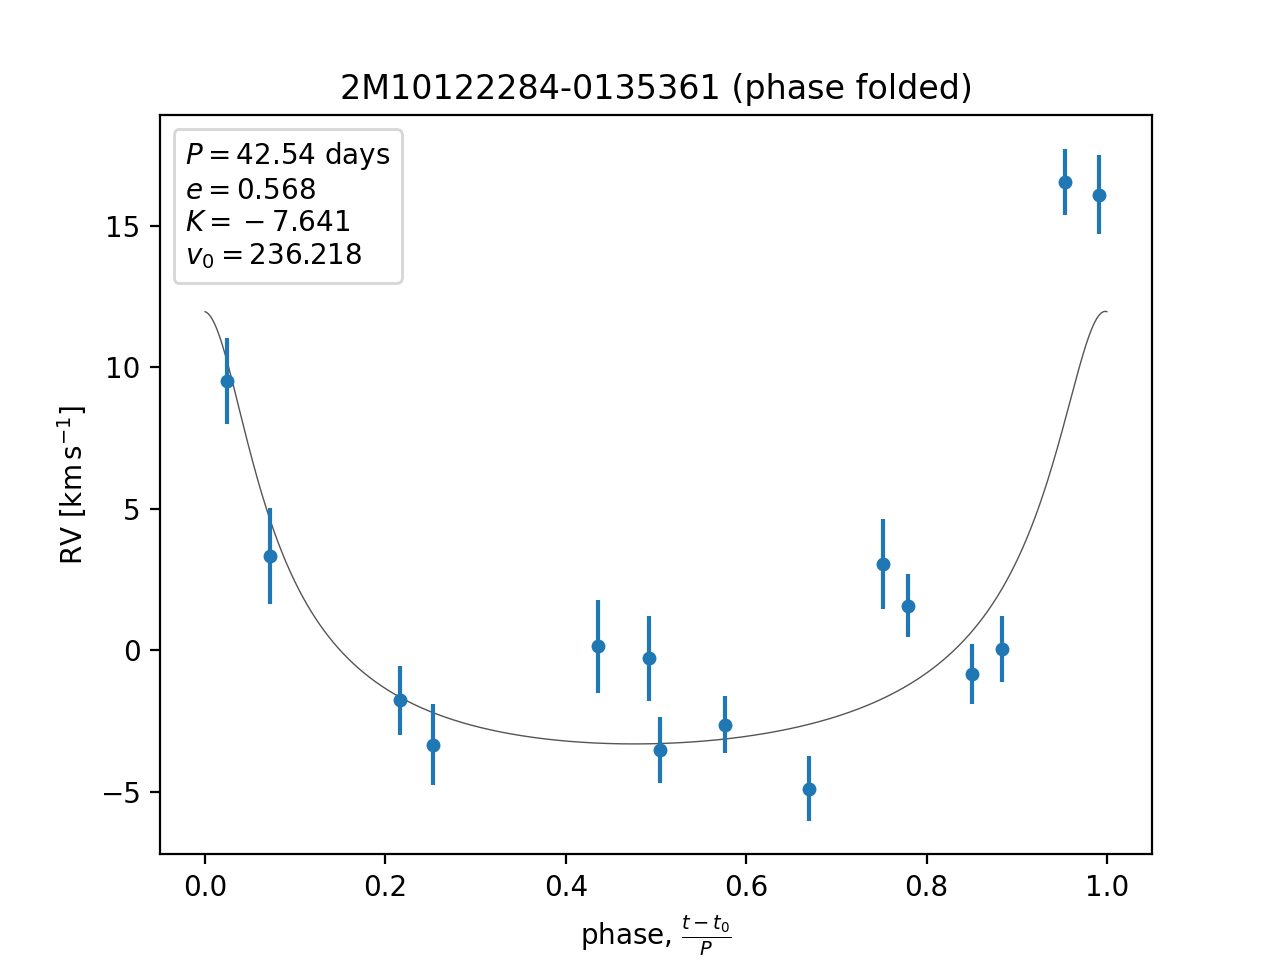 2M10122284-0135361 (phase folded)
P = 42.54 days
e = 0.568
K = −7.641
v₀ = 236.218
15
10
5
0
−5
RV [km s⁻¹]
0.0 0.2 0.4 0.6 0.8 1.0
phase, (t − t₀)/P